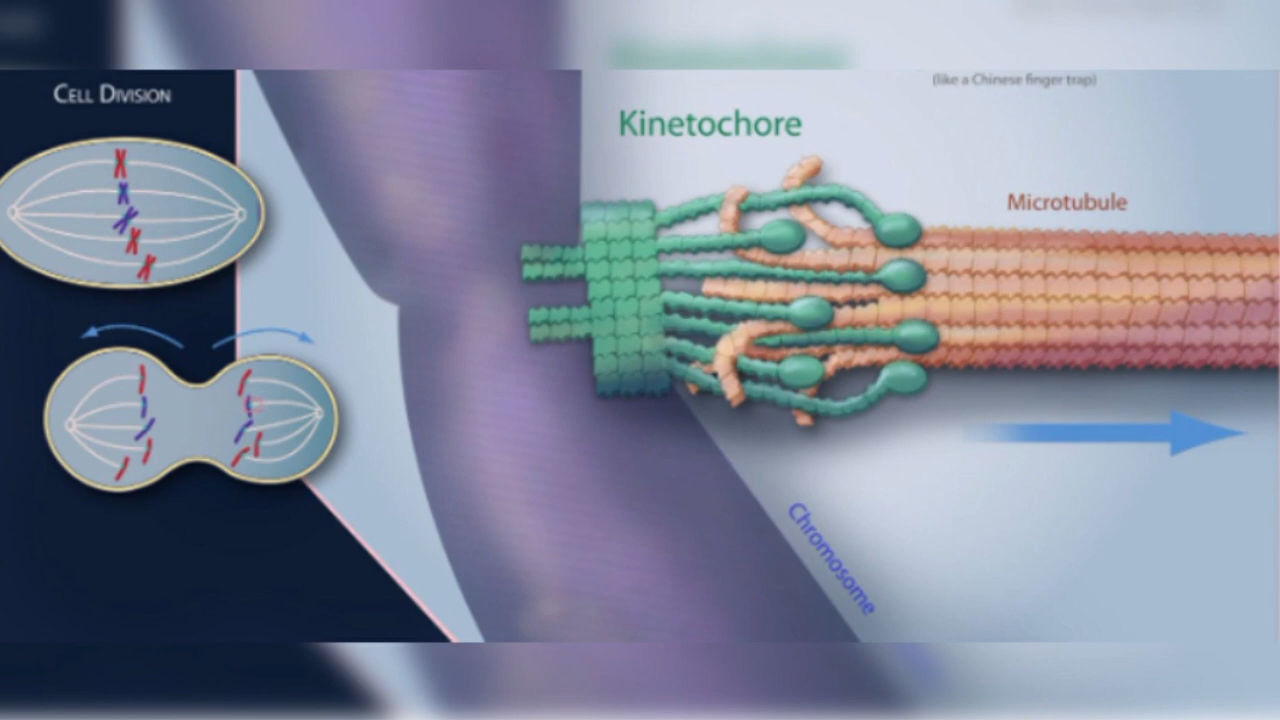 CELL DIVISION
(like a Chinese finger trap)
Kinetochore
Microtubule
Chromosome